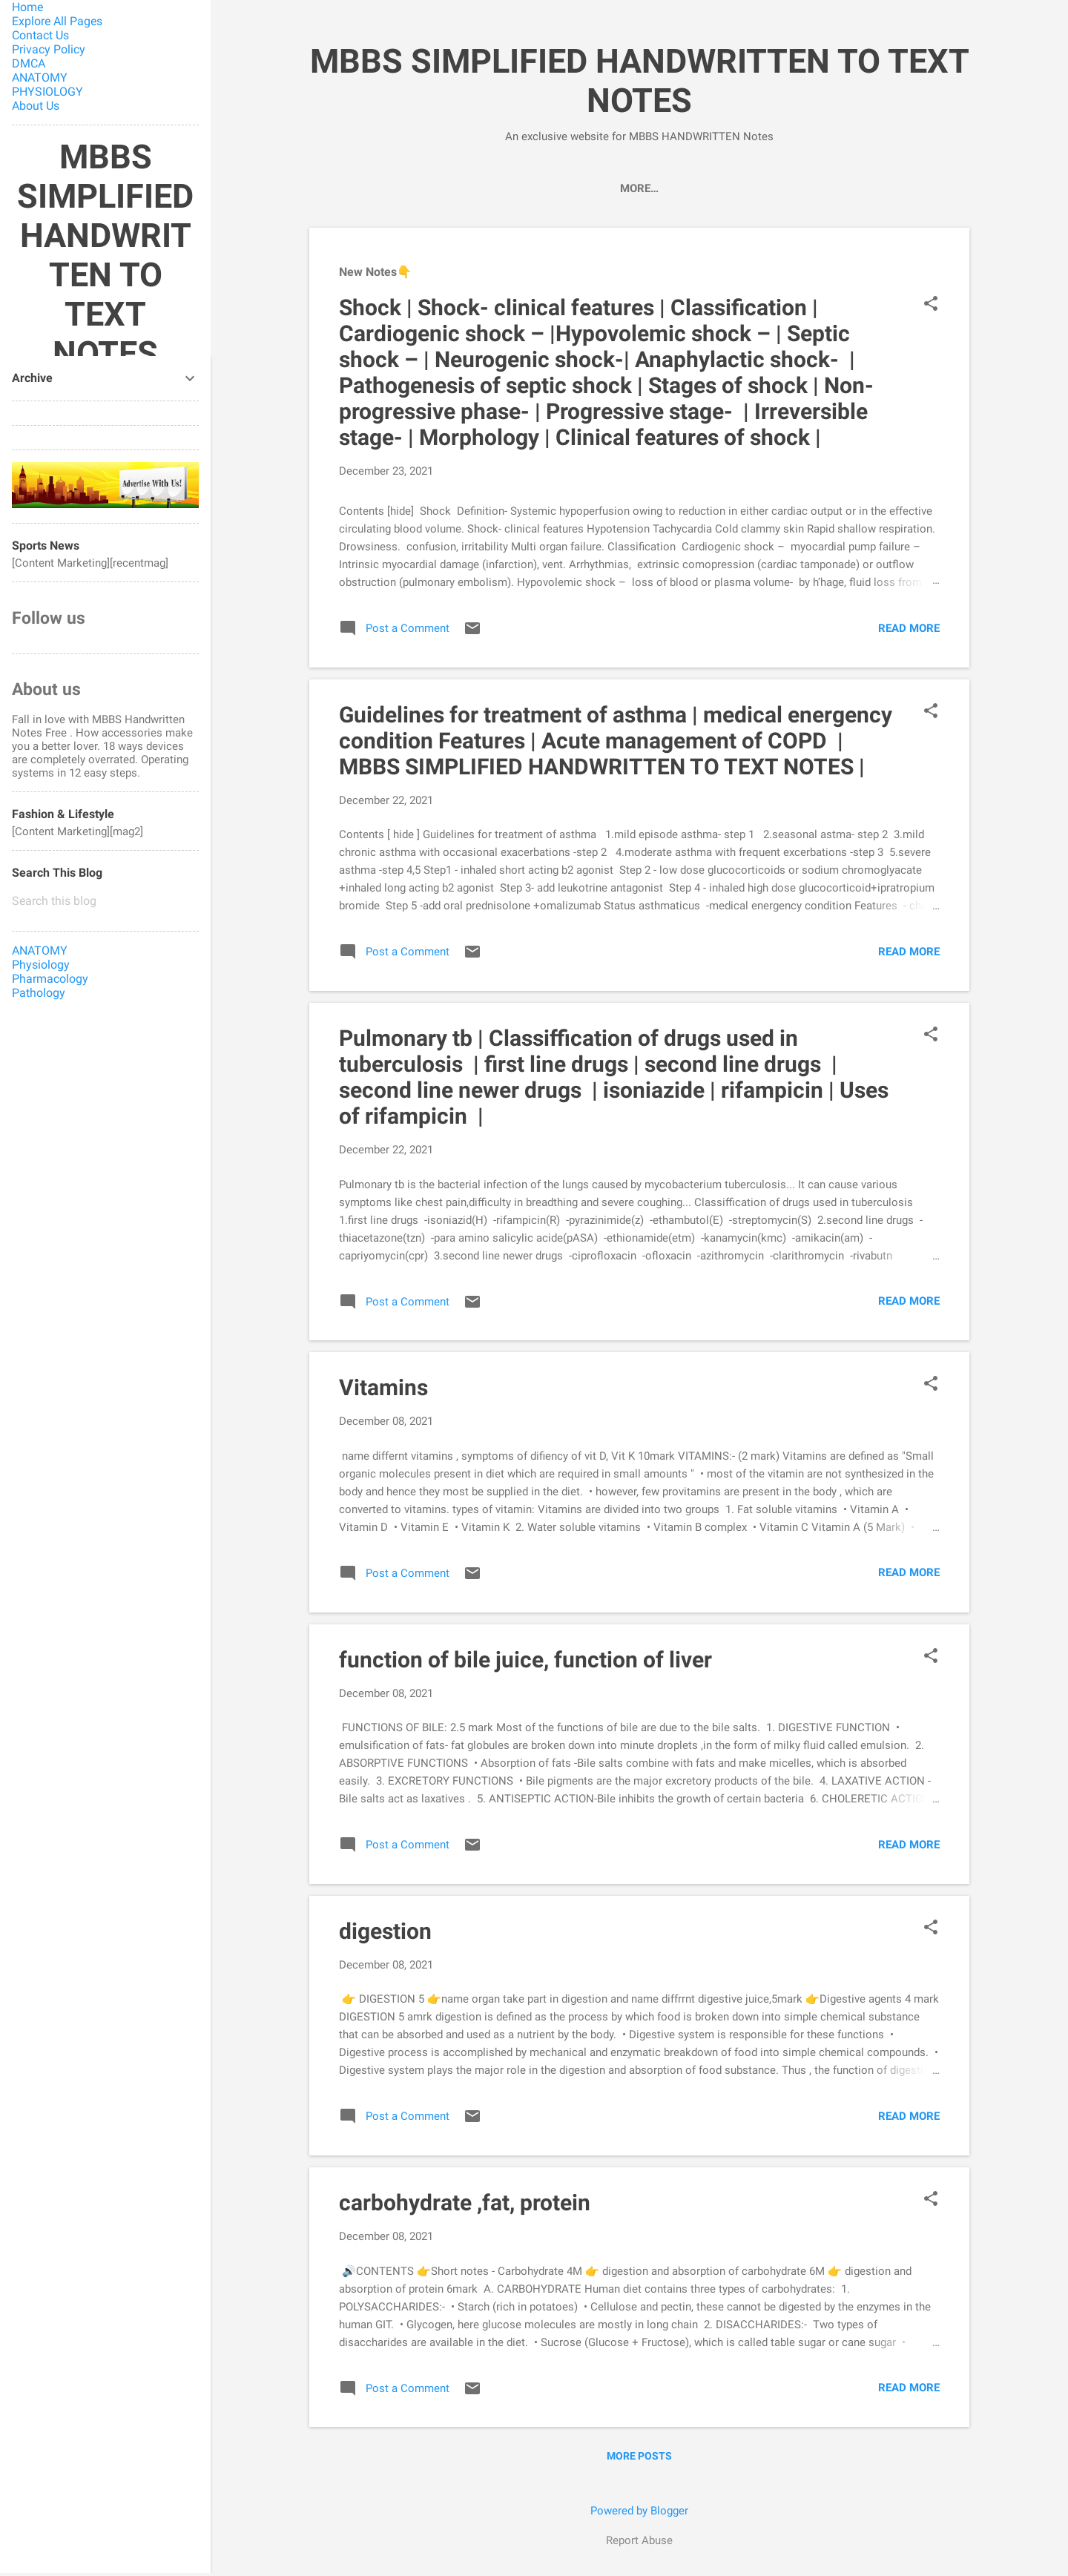 Home
Explore All Pages
Contact Us
Privacy Policy
DMCA
ANATOMY
PHYSIOLOGY
About Us
MBBS
SIMPLIFIED
HANDWRIT
TEN TO
TEXT
NOTES
Archive
Advertise With Us!
Sports News
[Content Marketing][recentmag]
Follow us
About us
Fall in love with MBBS Handwritten
Notes Free . How accessories make
you a better lover. 18 ways devices
are completely overrated. Operating
systems in 12 easy steps.
Fashion & Lifestyle
[Content Marketing][mag2]
Search This Blog
Search this blog
ANATOMY
Physiology
Pharmacology
Pathology
MBBS SIMPLIFIED HANDWRITTEN TO TEXT
NOTES
An exclusive website for MBBS HANDWRITTEN Notes
MORE…
New Notes👇
Shock | Shock- clinical features | Classification |
Cardiogenic shock – |Hypovolemic shock – | Septic
shock – | Neurogenic shock-| Anaphylactic shock-  |
Pathogenesis of septic shock | Stages of shock | Non-
progressive phase- | Progressive stage-  | Irreversible
stage- | Morphology | Clinical features of shock |
December 23, 2021
Contents [hide]  Shock  Definition- Systemic hypoperfusion owing to reduction in either cardiac output or in the effective
circulating blood volume. Shock- clinical features Hypotension Tachycardia Cold clammy skin Rapid shallow respiration.
Drowsiness.  confusion, irritability Multi organ failure. Classification  Cardiogenic shock –  myocardial pump failure –
Intrinsic myocardial damage (infarction), vent. Arrhythmias,  extrinsic comopression (cardiac tamponade) or outflow
obstruction (pulmonary embolism). Hypovolemic shock –  loss of blood or plasma volume-  by h'hage, fluid loss from …
Post a Comment
READ MORE
Guidelines for treatment of asthma | medical emergency
condition Features | Acute management of COPD  |
MBBS SIMPLIFIED HANDWRITTEN TO TEXT NOTES |
December 22, 2021
Contents [ hide ] Guidelines for treatment of asthma   1.mild episode asthma- step 1   2.seasonal astma- step 2  3.mild
chronic asthma with occasional exacerbations -step 2   4.moderate asthma with frequent excerbations -step 3  5.severe
asthma -step 4,5 Step1 - inhaled short acting b2 agonist  Step 2 - low dose glucocorticoids or sodium chromoglyacate
+inhaled long acting b2 agonist  Step 3- add leukotrine antagonist  Step 4 - inhaled high dose glucocorticoid+ipratropium
bromide  Step 5 -add oral prednisolone +omalizumab Status asthmaticus  -medical emergency condition Features  - …
Post a Comment
READ MORE
Pulmonary tb | Classiffication of drugs used in
tuberculosis  | first line drugs | second line drugs  |
second line newer drugs  | isoniazide | rifampicin | Uses
of rifampicin  |
December 22, 2021
Pulmonary tb is the bacterial infection of the lungs caused by mycobacterium tuberculosis... It can cause various
symptoms like chest pain,difficulty in breadthing and severe coughing... Classiffication of drugs used in tuberculosis
1.first line drugs  -isoniazid(H)  -rifampicin(R)  -pyrazinimide(z)  -ethambutol(E)  -streptomycin(S)  2.second line drugs  -
thiacetazone(tzn)  -para amino salicylic acide(pASA)  -ethionamide(etm)  -kanamycin(kmc)  -amikacin(am)  -
capriyomycin(cpr)  3.second line newer drugs  -ciprofloxacin  -ofloxacin  -azithromycin  -clarithromycin  -rivabutn …
Post a Comment
READ MORE
Vitamins
December 08, 2021
name differnt vitamins , symptoms of difiency of vit D, Vit K 10mark VITAMINS:- (2 mark) Vitamins are defined as "Small
organic molecules present in diet which are required in small amounts "  • most of the vitamin are not synthesized in the
body and hence they most be supplied in the diet.  • however, few provitamins are present in the body , which are
converted to vitamins. types of vitamin: Vitamins are divided into two groups  1. Fat soluble vitamins  • Vitamin A  •
Vitamin D  • Vitamin E  • Vitamin K  2. Water soluble vitamins  • Vitamin B complex  • Vitamin C Vitamin A (5 Mark)  • …
Post a Comment
READ MORE
function of bile juice, function of liver
December 08, 2021
FUNCTIONS OF BILE: 2.5 mark Most of the functions of bile are due to the bile salts.  1. DIGESTIVE FUNCTION  •
emulsification of fats- fat globules are broken down into minute droplets ,in the form of milky fluid called emulsion.  2.
ABSORPTIVE FUNCTIONS  • Absorption of fats -Bile salts combine with fats and make micelles, which is absorbed
easily.  3. EXCRETORY FUNCTIONS  • Bile pigments are the major excretory products of the bile.  4. LAXATIVE ACTION -
Bile salts act as laxatives .  5. ANTISEPTIC ACTION-Bile inhibits the growth of certain bacteria  6. CHOLERETIC ACTIO …
Post a Comment
READ MORE
digestion
December 08, 2021
👉 DIGESTION 5 👉name organ take part in digestion and name diffrrnt digestive juice,5mark 👉Digestive agents 4 mark
DIGESTION 5 amrk digestion is defined as the process by which food is broken down into simple chemical substance
that can be absorbed and used as a nutrient by the body.  • Digestive system is responsible for these functions  •
Digestive process is accomplished by mechanical and enzymatic breakdown of food into simple chemical compounds.  •
Digestive system plays the major role in the digestion and absorption of food substance. Thus , the function of digest …
Post a Comment
READ MORE
carbohydrate ,fat, protein
December 08, 2021
🔊CONTENTS 👉Short notes - Carbohydrate 4M 👉 digestion and absorption of carbohydrate 6M 👉 digestion and
absorption of protein 6mark  A. CARBOHYDRATE Human diet contains three types of carbohydrates:  1.
POLYSACCHARIDES:-  • Starch (rich in potatoes)  • Cellulose and pectin, these cannot be digested by the enzymes in the
human GIT.  • Glycogen, here glucose molecules are mostly in long chain  2. DISACCHARIDES:-  Two types of
disaccharides are available in the diet.  • Sucrose (Glucose + Fructose), which is called table sugar or cane sugar  • …
Post a Comment
READ MORE
MORE POSTS
Powered by Blogger
Report Abuse